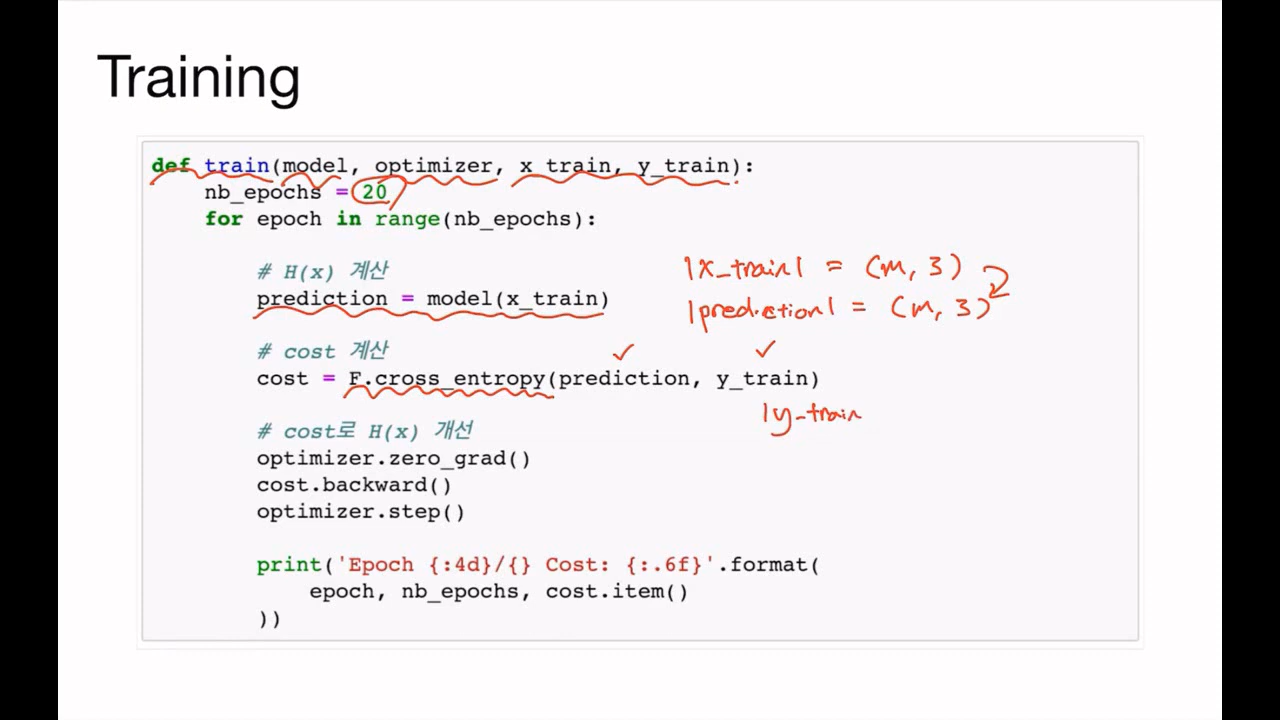 Training
def train(model, optimizer, x_train, y_train):
nb_epochs = 20
for epoch in range(nb_epochs):
# H(x) 계산
|x_train| = (m, 3)
prediction = model(x_train)
|prediction| = (m, 3)
# cost 계산
cost = F.cross_entropy(prediction, y_train)
|y-train
# cost로 H(x) 개선
optimizer.zero_grad()
cost.backward()
optimizer.step()
print('Epoch {:4d}/{} Cost: {:.6f}'.format(
epoch, nb_epochs, cost.item()
))